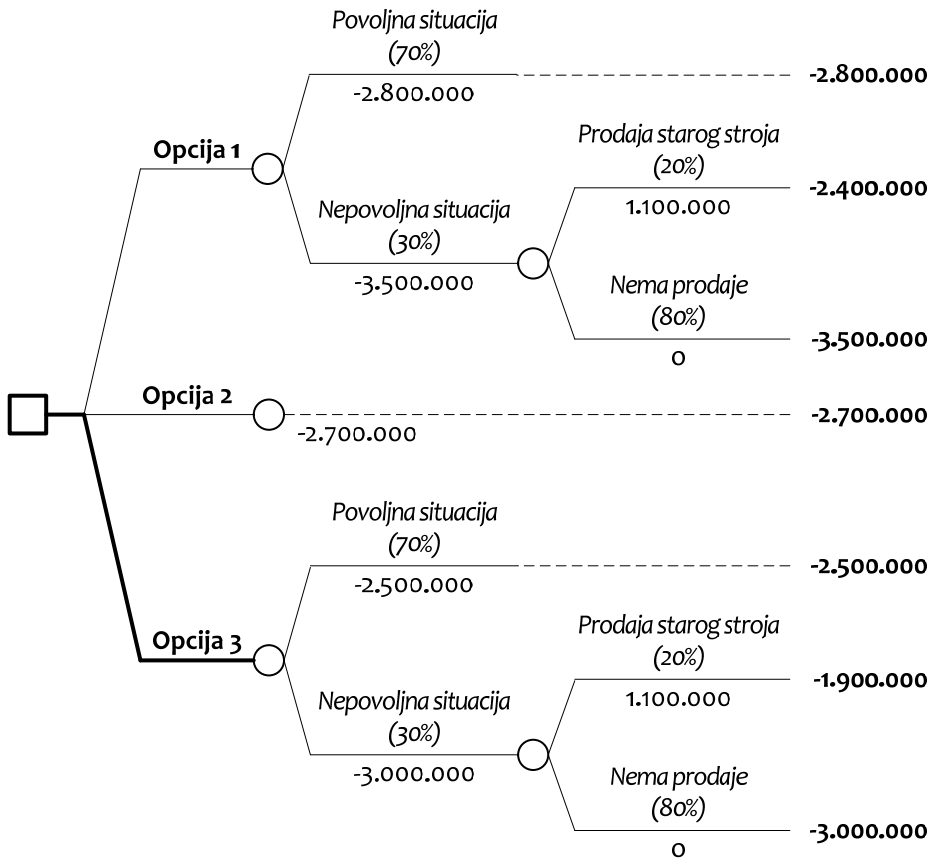 Povoljna situacija
(70%)
-2.800.000
-2.800.000
Opcija 1
Prodaja starog stroja
(20%)
1.100.000
-2.400.000
Nepovoljna situacija
(30%)
-3.500.000
Nema prodaje
(80%)
0
-3.500.000
Opcija 2
-2.700.000
-2.700.000
Povoljna situacija
(70%)
-2.500.000
-2.500.000
Opcija 3
Prodaja starog stroja
(20%)
1.100.000
-1.900.000
Nepovoljna situacija
(30%)
-3.000.000
Nema prodaje
(80%)
0
-3.000.000